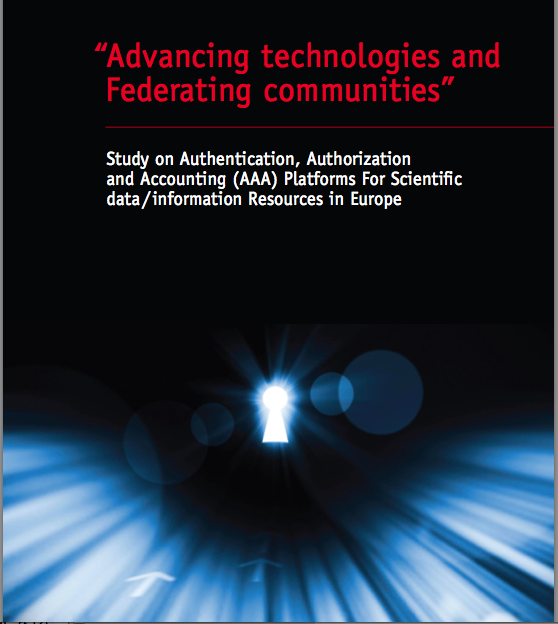 “Advancing technologies and
Federating communities”
Study on Authentication, Authorization
and Accounting (AAA) Platforms For Scientific
data/information Resources in Europe